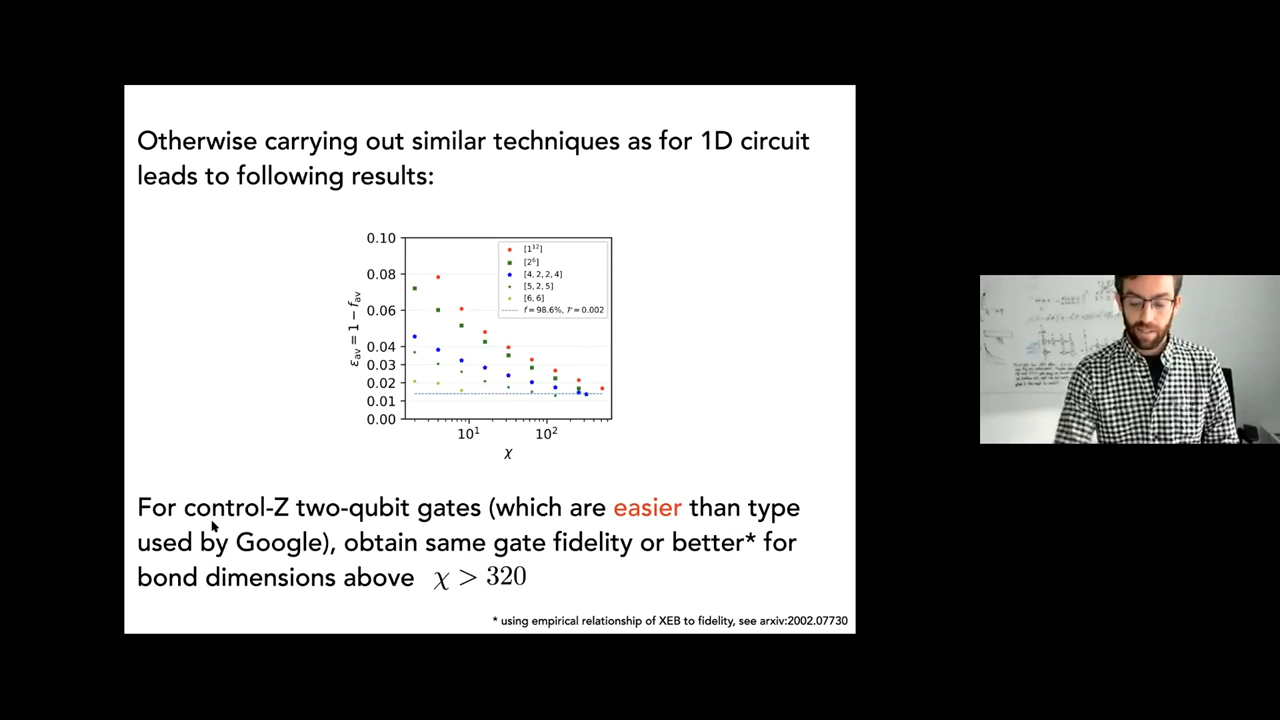 Otherwise carrying out similar techniques as for 1D circuit
leads to following results:
0.10
0.08
0.06
0.04
0.03
0.02
0.01
0.00
ε_av = 1 − f_av
[1¹²]
[2⁶]
[4, 2, 2, 4]
[5, 2, 5]
[6, 6]
f = 98.6%, ℱ = 0.002
10¹
10²
χ
For control-Z two-qubit gates (which are easier than type
used by Google), obtain same gate fidelity or better* for
bond dimensions above χ > 320
* using empirical relationship of XEB to fidelity, see arxiv:2002.07730